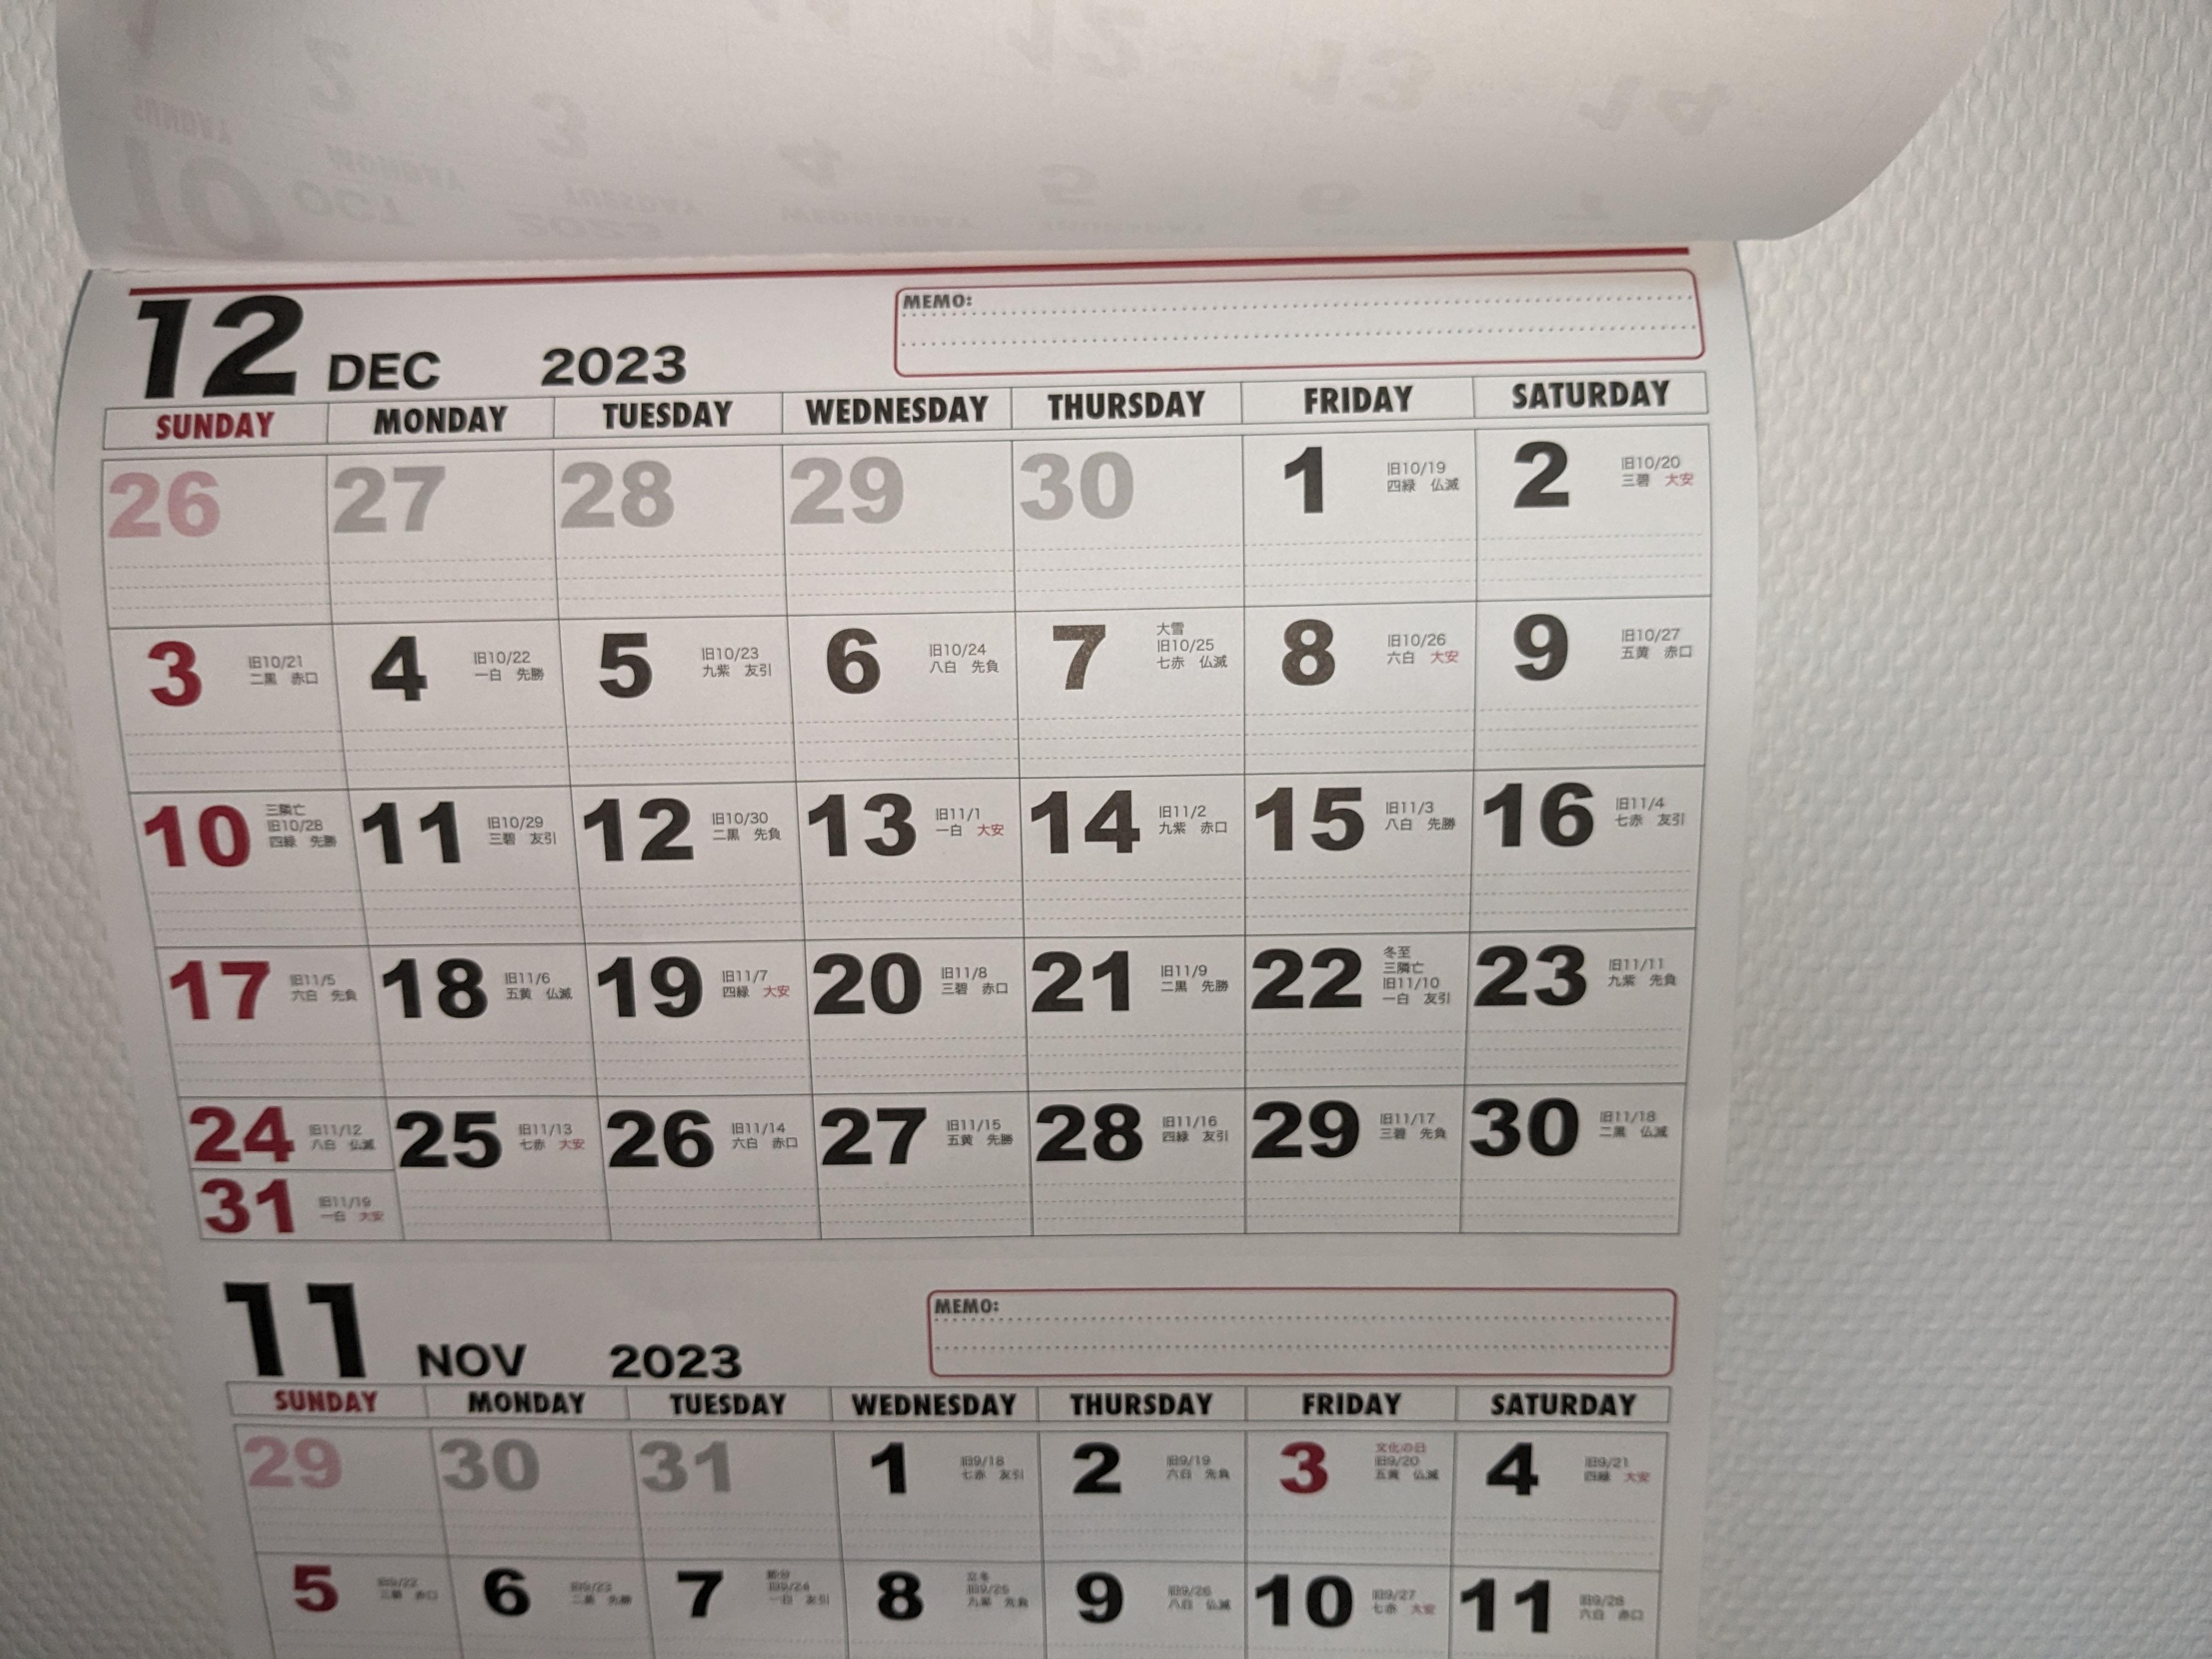 12 DEC 2023
MEMO:
SUNDAY MONDAY TUESDAY WEDNESDAY THURSDAY FRIDAY SATURDAY
26 27 28 29 30
1 旧10/19 四緑 仏滅
2 旧10/20 三碧 大安
3 旧10/21 二黒 赤口
4 旧10/22 一白 先勝
5 旧10/23 九紫 友引
6 旧10/24 八白 先負
7 大雪 旧10/25 七赤 仏滅
8 旧10/26 六白 大安
9 旧10/27 五黄 赤口
10 三隣亡 旧10/28 四緑 先勝
11 旧10/29 三碧 友引
12 旧10/30 二黒 先負
13 旧11/1 一白 大安
14 旧11/2 九紫 赤口
15 旧11/3 八白 先勝
16 旧11/4 七赤 友引
17 旧11/5 六白 先負
18 旧11/6 五黄 仏滅
19 旧11/7 四緑 大安
20 旧11/8 三碧 赤口
21 旧11/9 二黒 先勝
22 冬至 三隣亡 旧11/10 一白 友引
23 旧11/11 九紫 先負
24 旧11/12 八白 仏滅
25 旧11/13 七赤 大安
26 旧11/14 六白 赤口
27 旧11/15 五黄 先勝
28 旧11/16 四緑 友引
29 旧11/17 三碧 先負
30 旧11/18 二黒 仏滅
31 旧11/19 一白 大安
11 NOV 2023
MEMO:
SUNDAY MONDAY TUESDAY WEDNESDAY THURSDAY FRIDAY SATURDAY
29 30 31
1 旧9/18 七赤 友引
2 旧9/19 六白 先負
3 文化の日 旧9/20 五黄 仏滅
4 旧9/21 四緑 大安
5 旧9/22 赤口
6 旧9/23 先勝
7 旧9/24 一白 友引
8 立冬 旧9/25 九紫 先負
9 旧9/26 八白 仏滅
10 旧9/27 七赤 大安
11 旧9/28 六白 赤口